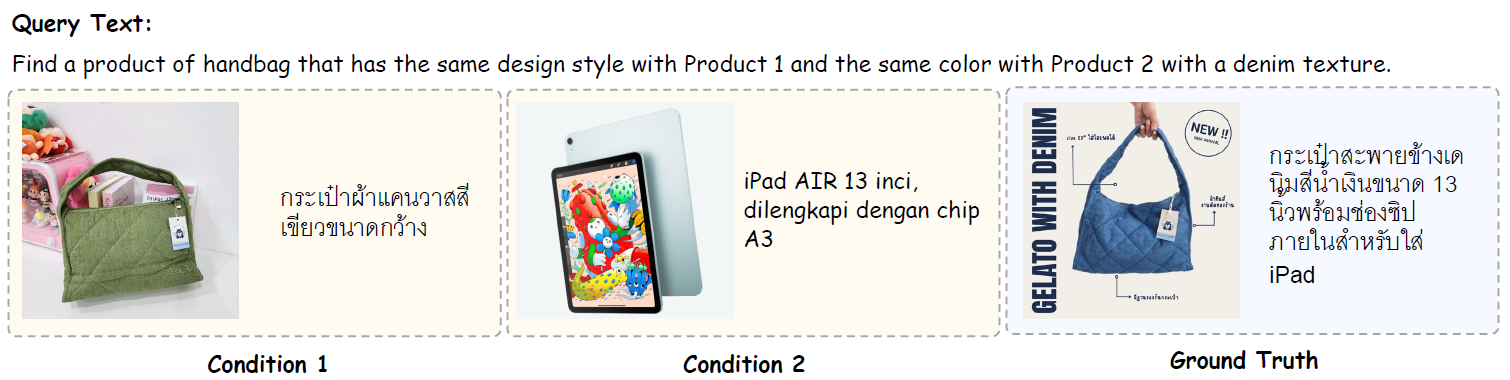 Query Text:
Find a product of handbag that has the same design style with Product 1 and the same color with Product 2 with a denim texture.
กระเป๋าผ้าแคนวาสสี
เขียวขนาดกว้าง
iPad AIR 13 inci,
dilengkapi dengan chip
A3
GELATO WITH DENIM
NEW !!
กระเป๋าสะพายข้างเด
นิมสีน้ำเงินขนาด 13
นิ้วพร้อมช่องซิป
ภายในสำหรับใส่
iPad
Condition 1
Condition 2
Ground Truth